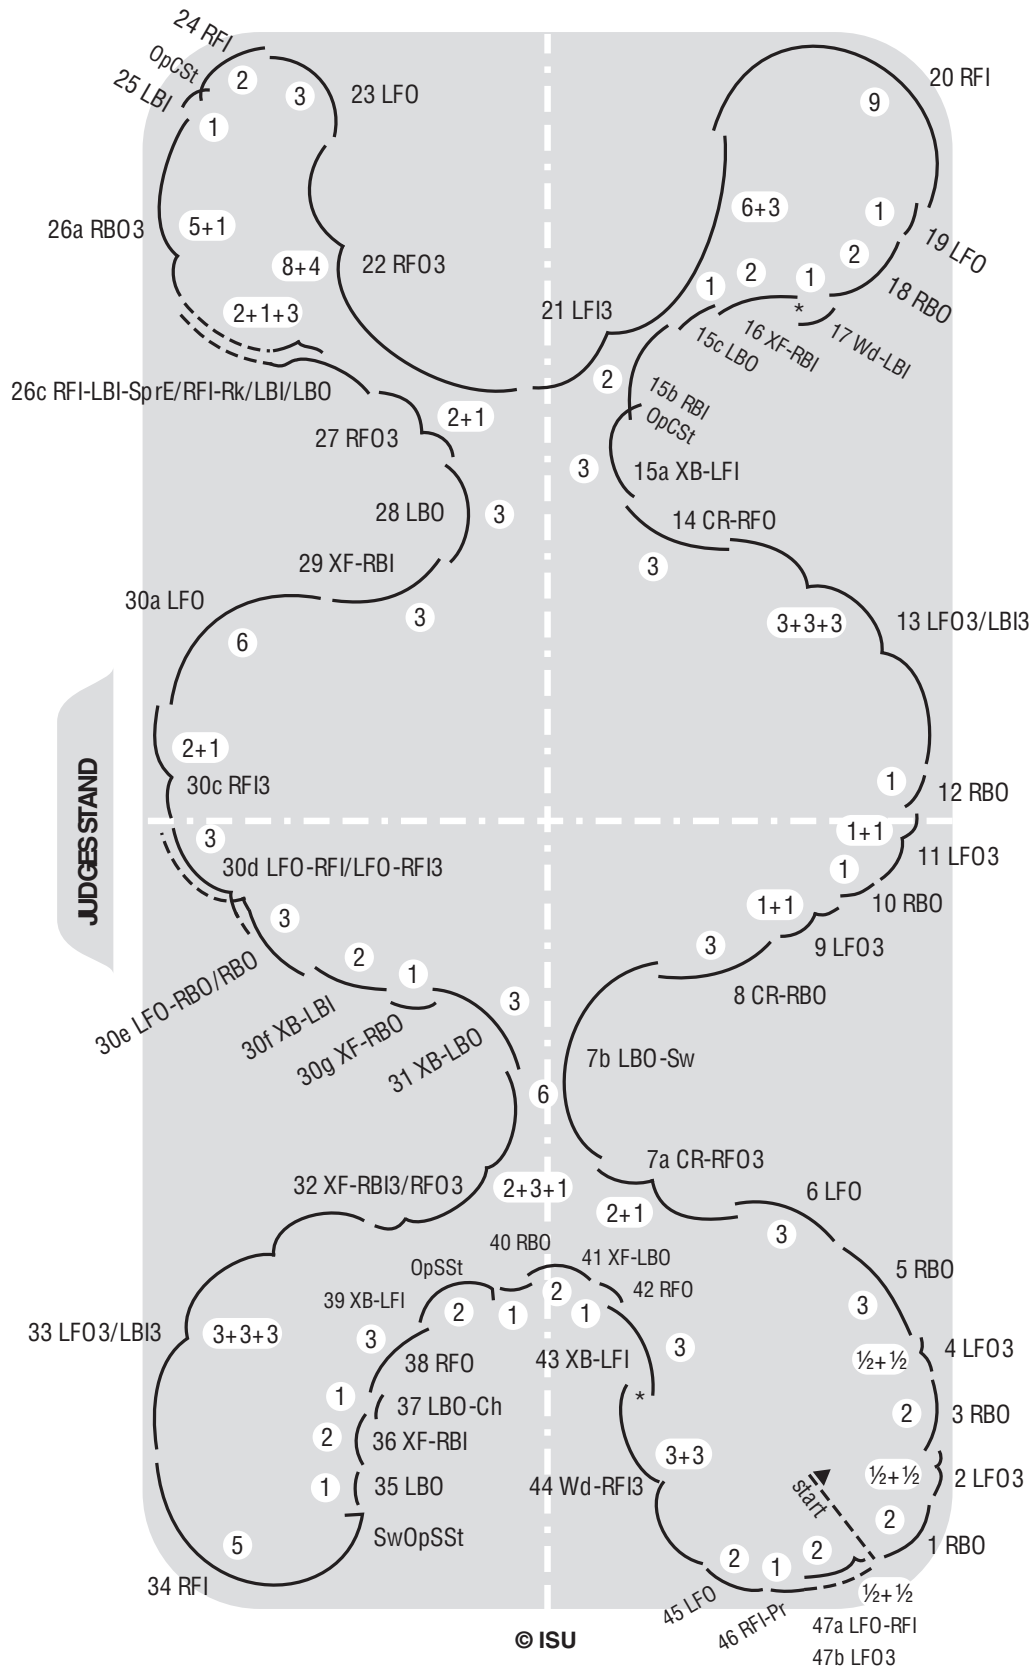 24 RFI
OpCSt
25 LBI
2
3
23 LFO
1
20 RFI
9
26a RBO3
5+1
8+4
22 RFO3
6+3
1
19 LFO
2+1+3
21 LFI3
1
2
1
2
18 RBO
*
17 Wd-LBI
16 XF-RBI
15c LBO
26c RFI-LBI-SprE/RFI-Rk/LBI/LBO
2
15b RBI
OpCSt
2+1
27 RFO3
3
15a XB-LFI
28 LBO
3
14 CR-RFO
29 XF-RBI
3
30a LFO
3
6
3+3+3
13 LFO3/LBI3
JUDGES STAND
2+1
30c RFI3
1
12 RBO
3
30d LFO-RFI/LFO-RFI3
1+1
11 LFO3
1
10 RBO
3
1+1
9 LFO3
30e LFO-RBO/RBO
2
1
3
3
8 CR-RBO
30f XB-LBI
30g XF-RBO
31 XB-LBO
7b LBO-Sw
6
7a CR-RFO3
32 XF-RBI3/RFO3
2+3+1
2+1
6 LFO
3
40 RBO
41 XF-LBO
OpSSt
42 RFO
5 RBO
39 XB-LFI
2
1
2
1
3
33 LFO3/LBI3
3+3+3
3
38 RFO
43 XB-LFI
3
½+½
4 LFO3
1
37 LBO-Ch
*
2
3 RBO
2
36 XF-RBI
3+3
½+½
2 LFO3
1
35 LBO
44 Wd-RFI3
start
2
SwOpSSt
1 RBO
5
34 RFI
2
1
2
½+½
45 LFO
46 RFI-Pr
47a LFO-RFI
47b LFO3
© ISU